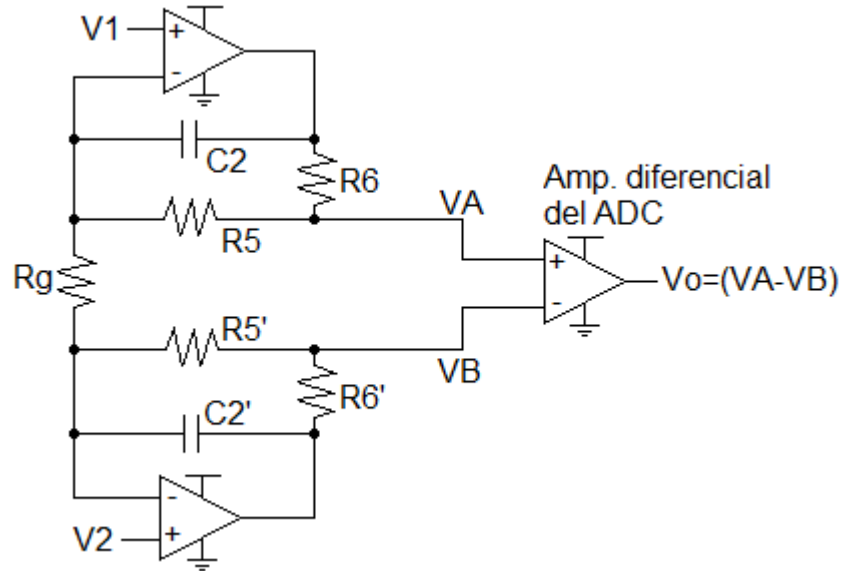 V1
+
-
C2
R6
Amp. diferencial
del ADC
VA
R5
+
Rg
Vo=(VA-VB)
-
R5'
VB
R6'
C2'
-
V2
+